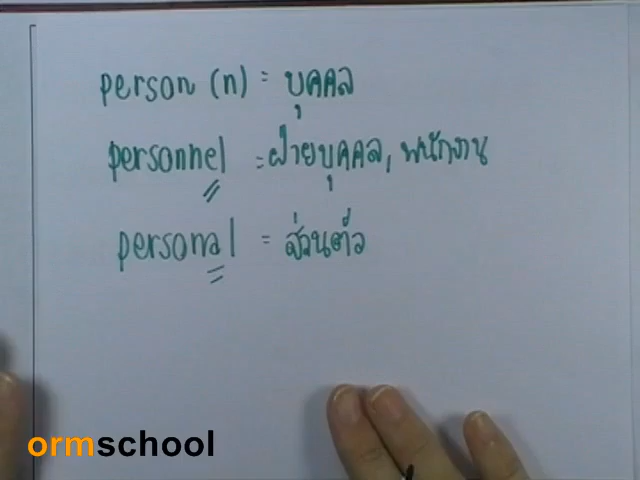 person (n) = บุคคล
personnel = ฝ่ายบุคคล, พนักงาน
personal = ส่วนตัว
ormschool